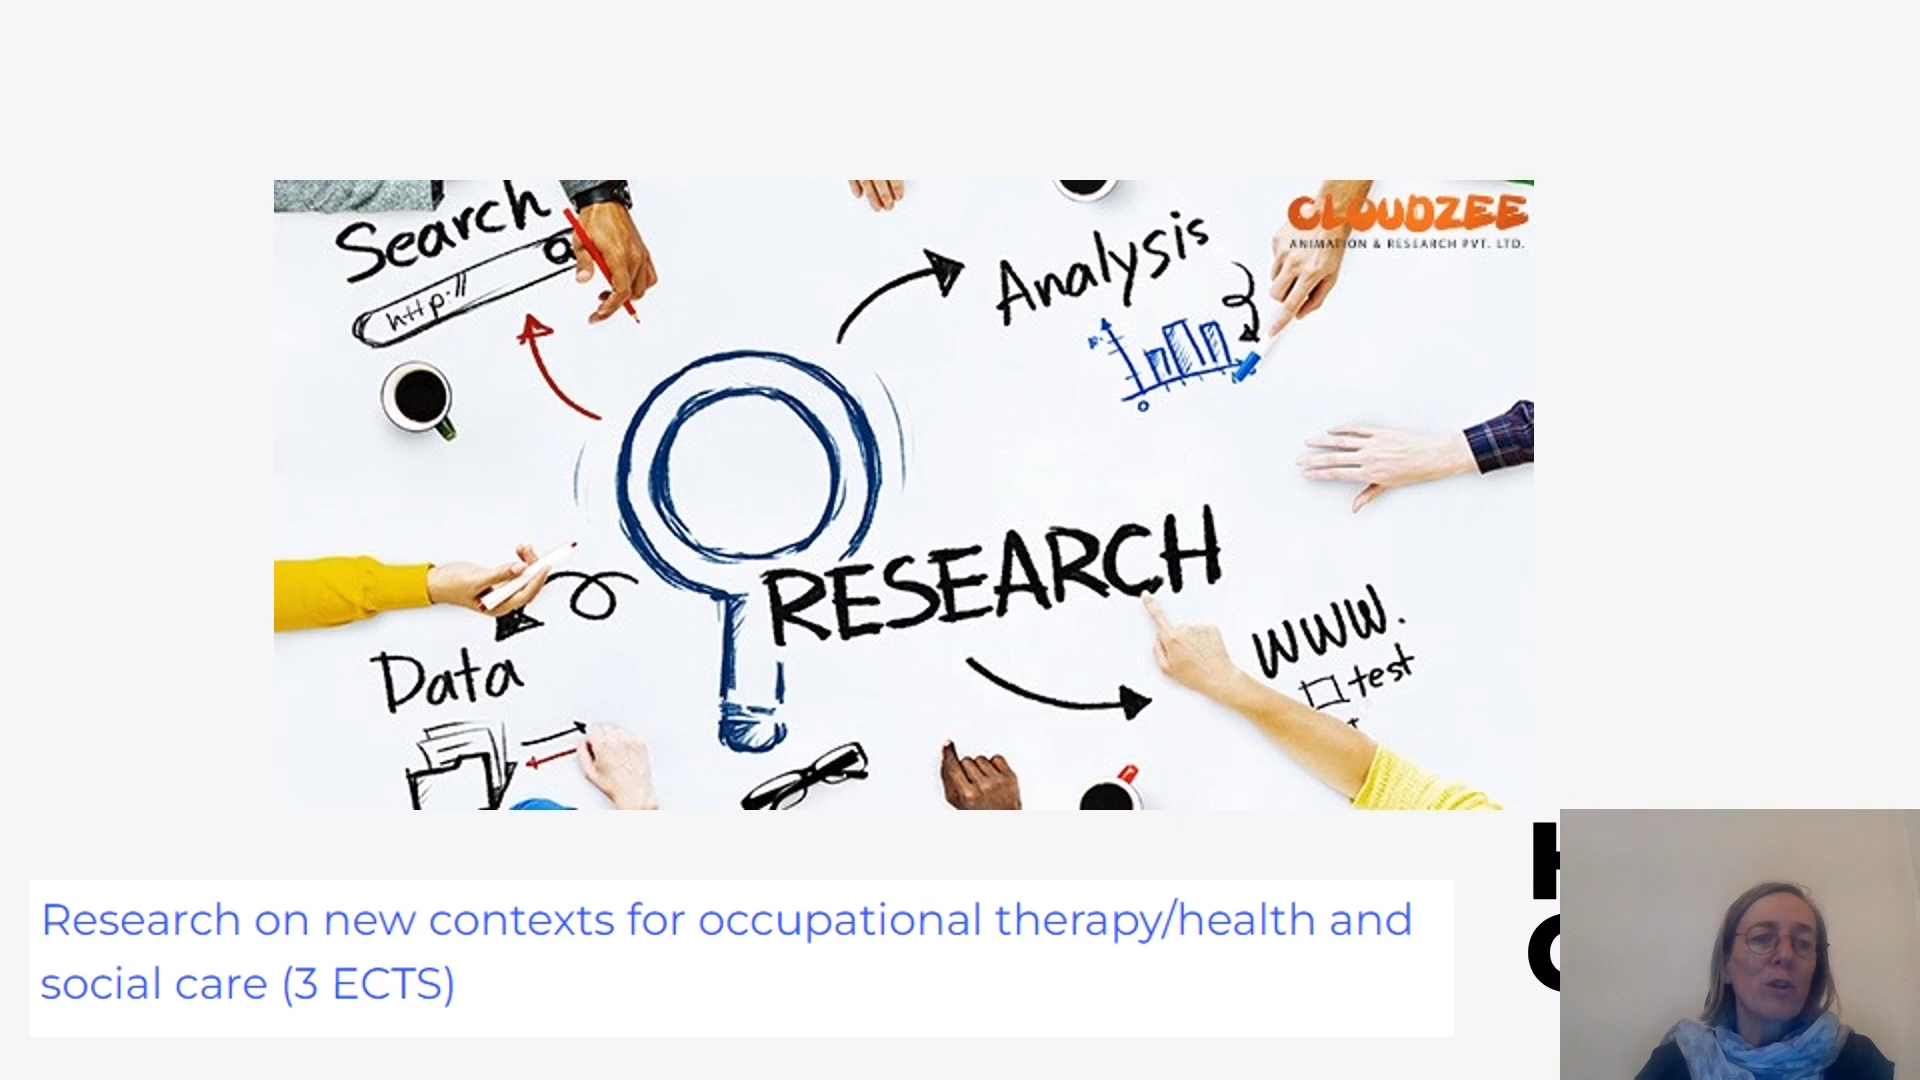 Search
http://
Analysis
CLOUDZEE
ANIMATION & RESEARCH PVT. LTD.
RESEARCH
Data
www.
test
Research on new contexts for occupational therapy/health and
social care (3 ECTS)